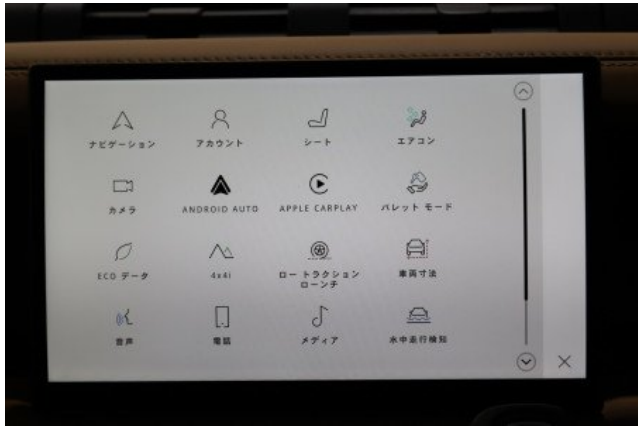 ナビゲーション
アカウント
シート
エアコン
カメラ
ANDROID AUTO
APPLE CARPLAY
パレット モード
ECO データ
4x4i
ロー トラクション
ローンチ
車両寸法
音声
電話
メディア
水中走行検知